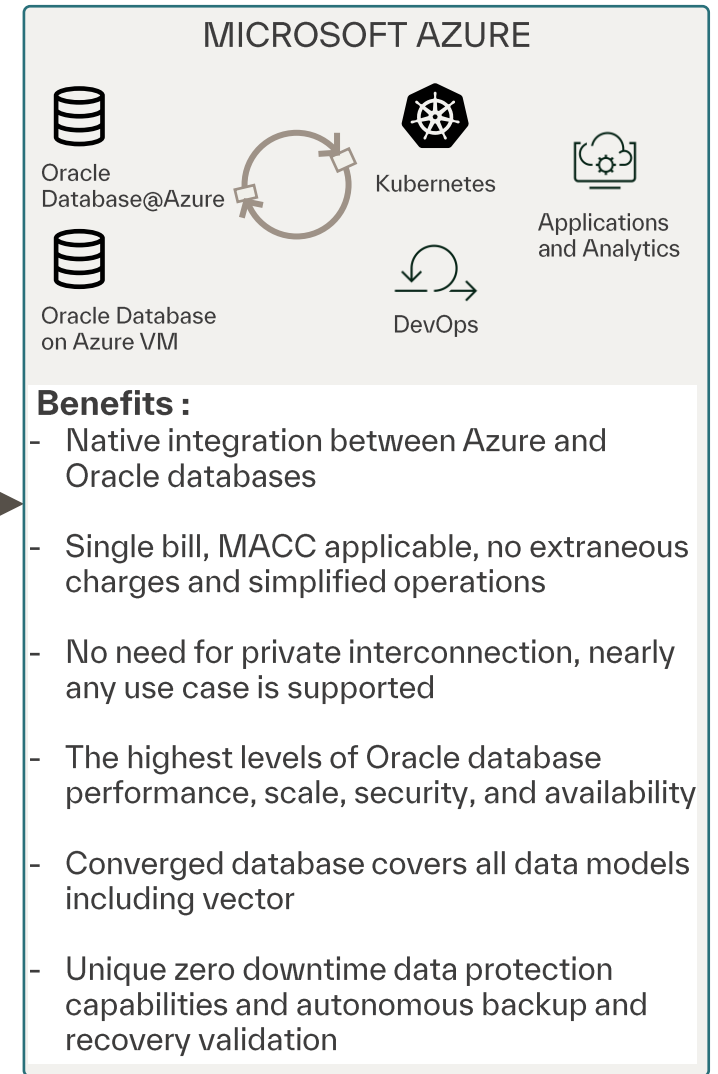 MICROSOFT AZURE
Oracle
Database@Azure
Kubernetes
Applications
and Analytics
Oracle Database
on Azure VM
DevOps
Benefits :
- Native integration between Azure and
Oracle databases
- Single bill, MACC applicable, no extraneous
charges and simplified operations
- No need for private interconnection, nearly
any use case is supported
- The highest levels of Oracle database
performance, scale, security, and availability
- Converged database covers all data models
including vector
- Unique zero downtime data protection
capabilities and autonomous backup and
recovery validation